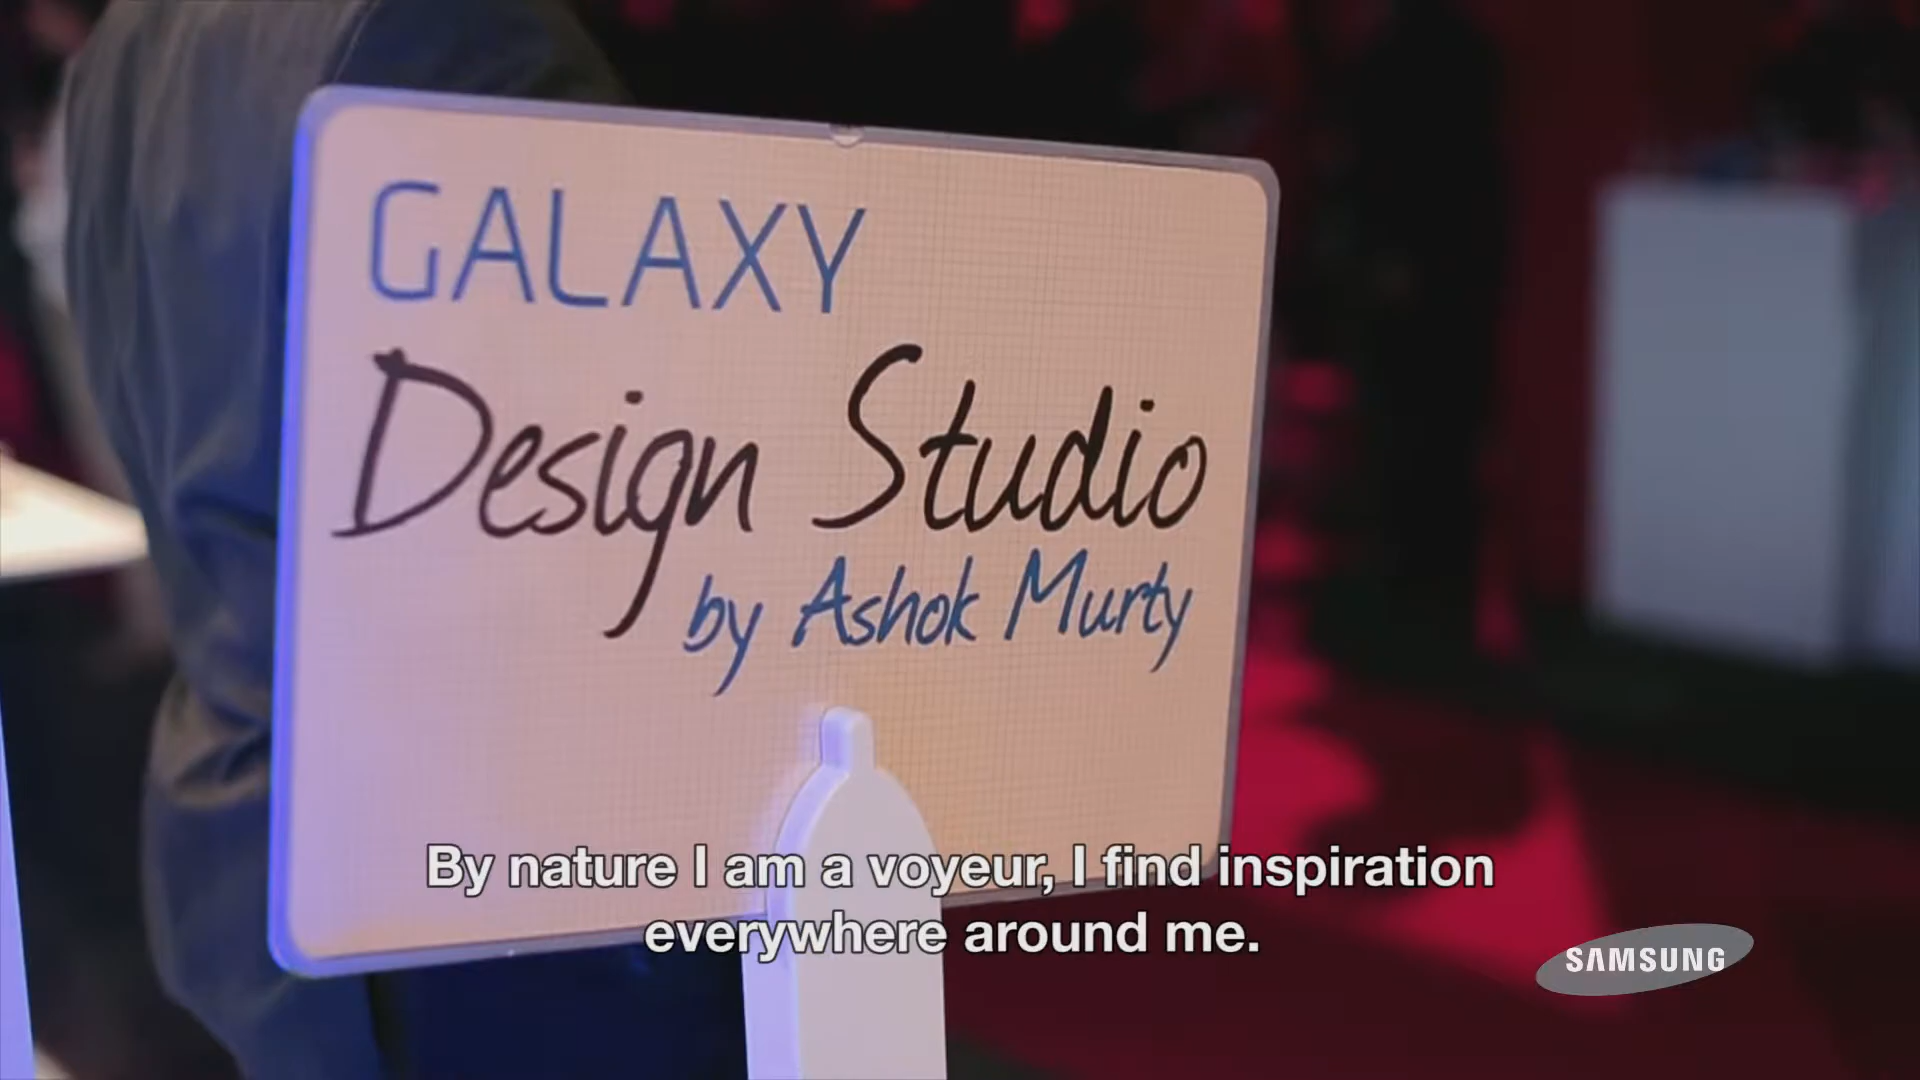 GALAXY
Design Studio
by Ashok Murty
By nature I am a voyeur, I find inspiration
everywhere around me.
SAMSUNG